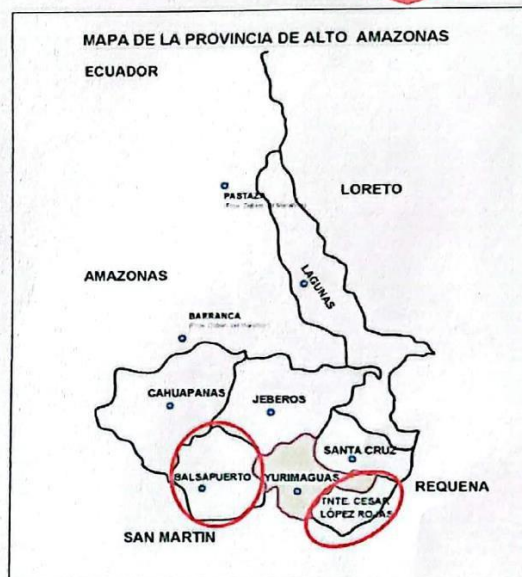 MAPA DE LA PROVINCIA DE ALTO AMAZONAS
ECUADOR
LORETO
PASTAZA
LAGUNAS
AMAZONAS
BARRANCA
CAHUAPANAS
JEBEROS
SANTA CRUZ
BALSAPUERTO
YURIMAGUAS
TNTE. CESAR
LÓPEZ ROJAS
REQUENA
SAN MARTIN